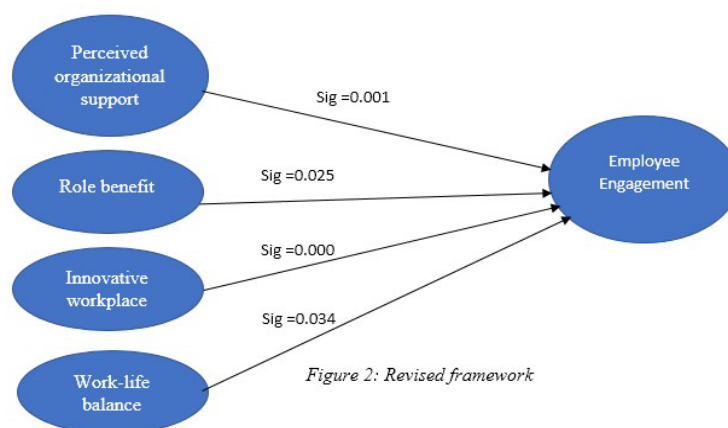 Perceived
organizational
support
Sig =0.001
Role benefit
Sig =0.025
Employee
Engagement
Innovative
workplace
Sig =0.000
Sig =0.034
Work-life
balance
Figure 2: Revised framework